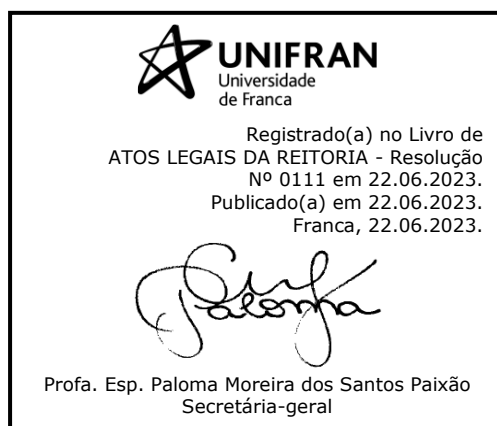 UNIFRAN
Universidade
de Franca
Registrado(a) no Livro de
ATOS LEGAIS DA REITORIA - Resolução
Nº 0111 em 22.06.2023.
Publicado(a) em 22.06.2023.
Franca, 22.06.2023.
Paloma
Profa. Esp. Paloma Moreira dos Santos Paixão
Secretária-geral